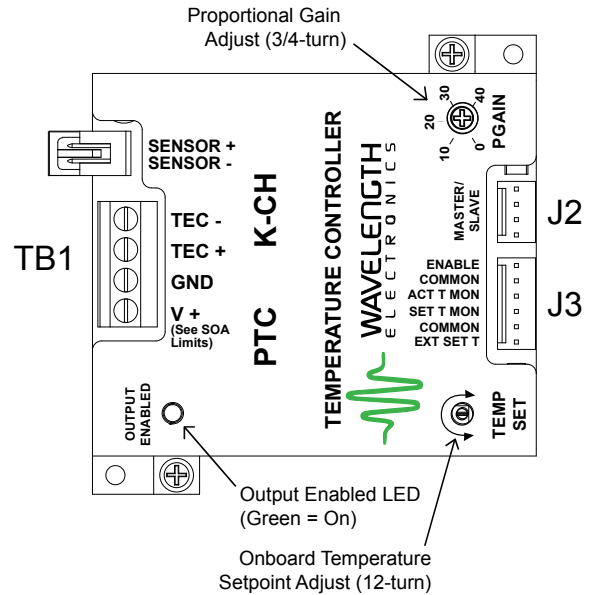 Proportional Gain
Adjust (3/4-turn)
0
10
20
30
40
PGAIN
SENSOR +
SENSOR -
TB1
TEC -
TEC +
GND
V +
(See SOA
Limits)
PTC K-CH
TEMPERATURE CONTROLLER
WAVELENGTH
ELECTRONICS
MASTER/
SLAVE
J2
ENABLE
COMMON
ACT T MON
SET T MON
COMMON
EXT SET T
J3
OUTPUT
ENABLED
TEMP
SET
Output Enabled LED
(Green = On)
Onboard Temperature
Setpoint Adjust (12-turn)